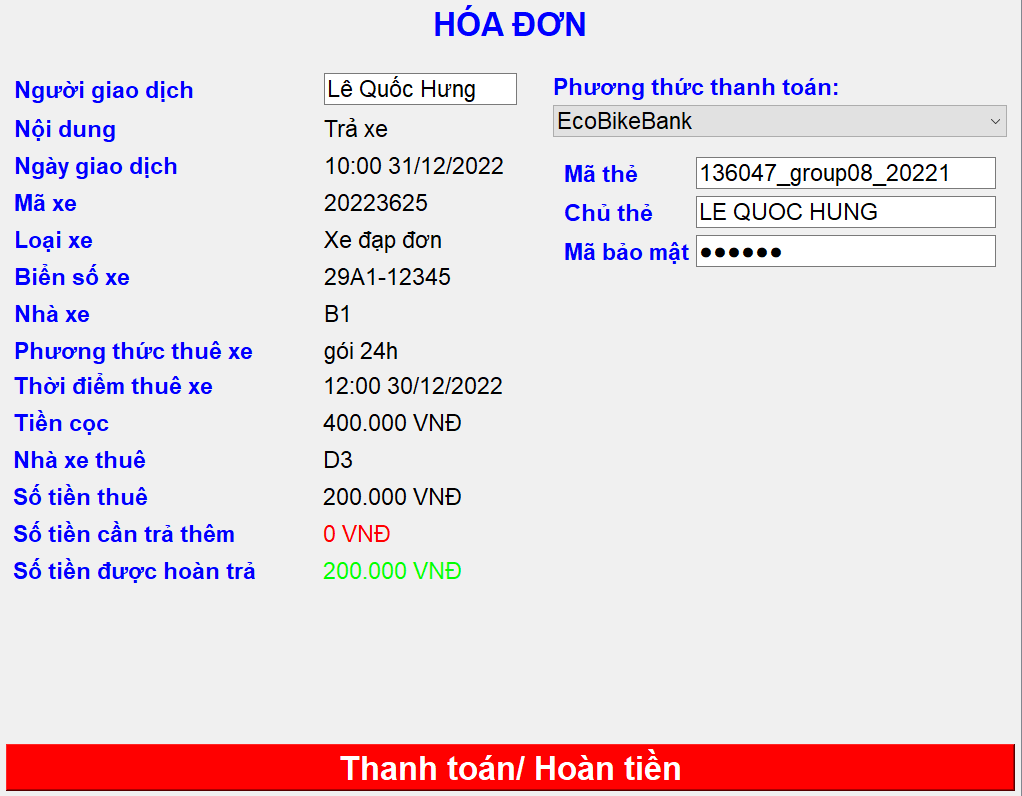 HÓA ĐƠN
Người giao dịch Lê Quốc Hưng
Nội dung Trả xe
Ngày giao dịch 10:00 31/12/2022
Mã xe 20223625
Loại xe Xe đạp đơn
Biển số xe 29A1-12345
Nhà xe B1
Phương thức thuê xe gói 24h
Thời điểm thuê xe 12:00 30/12/2022
Tiền cọc 400.000 VNĐ
Nhà xe thuê D3
Số tiền thuê 200.000 VNĐ
Số tiền cần trả thêm 0 VNĐ
Số tiền được hoàn trả 200.000 VNĐ
Phương thức thanh toán:
EcoBikeBank
Mã thẻ 136047_group08_20221
Chủ thẻ LE QUOC HUNG
Mã bảo mật ●●●●●●
Thanh toán/ Hoàn tiền